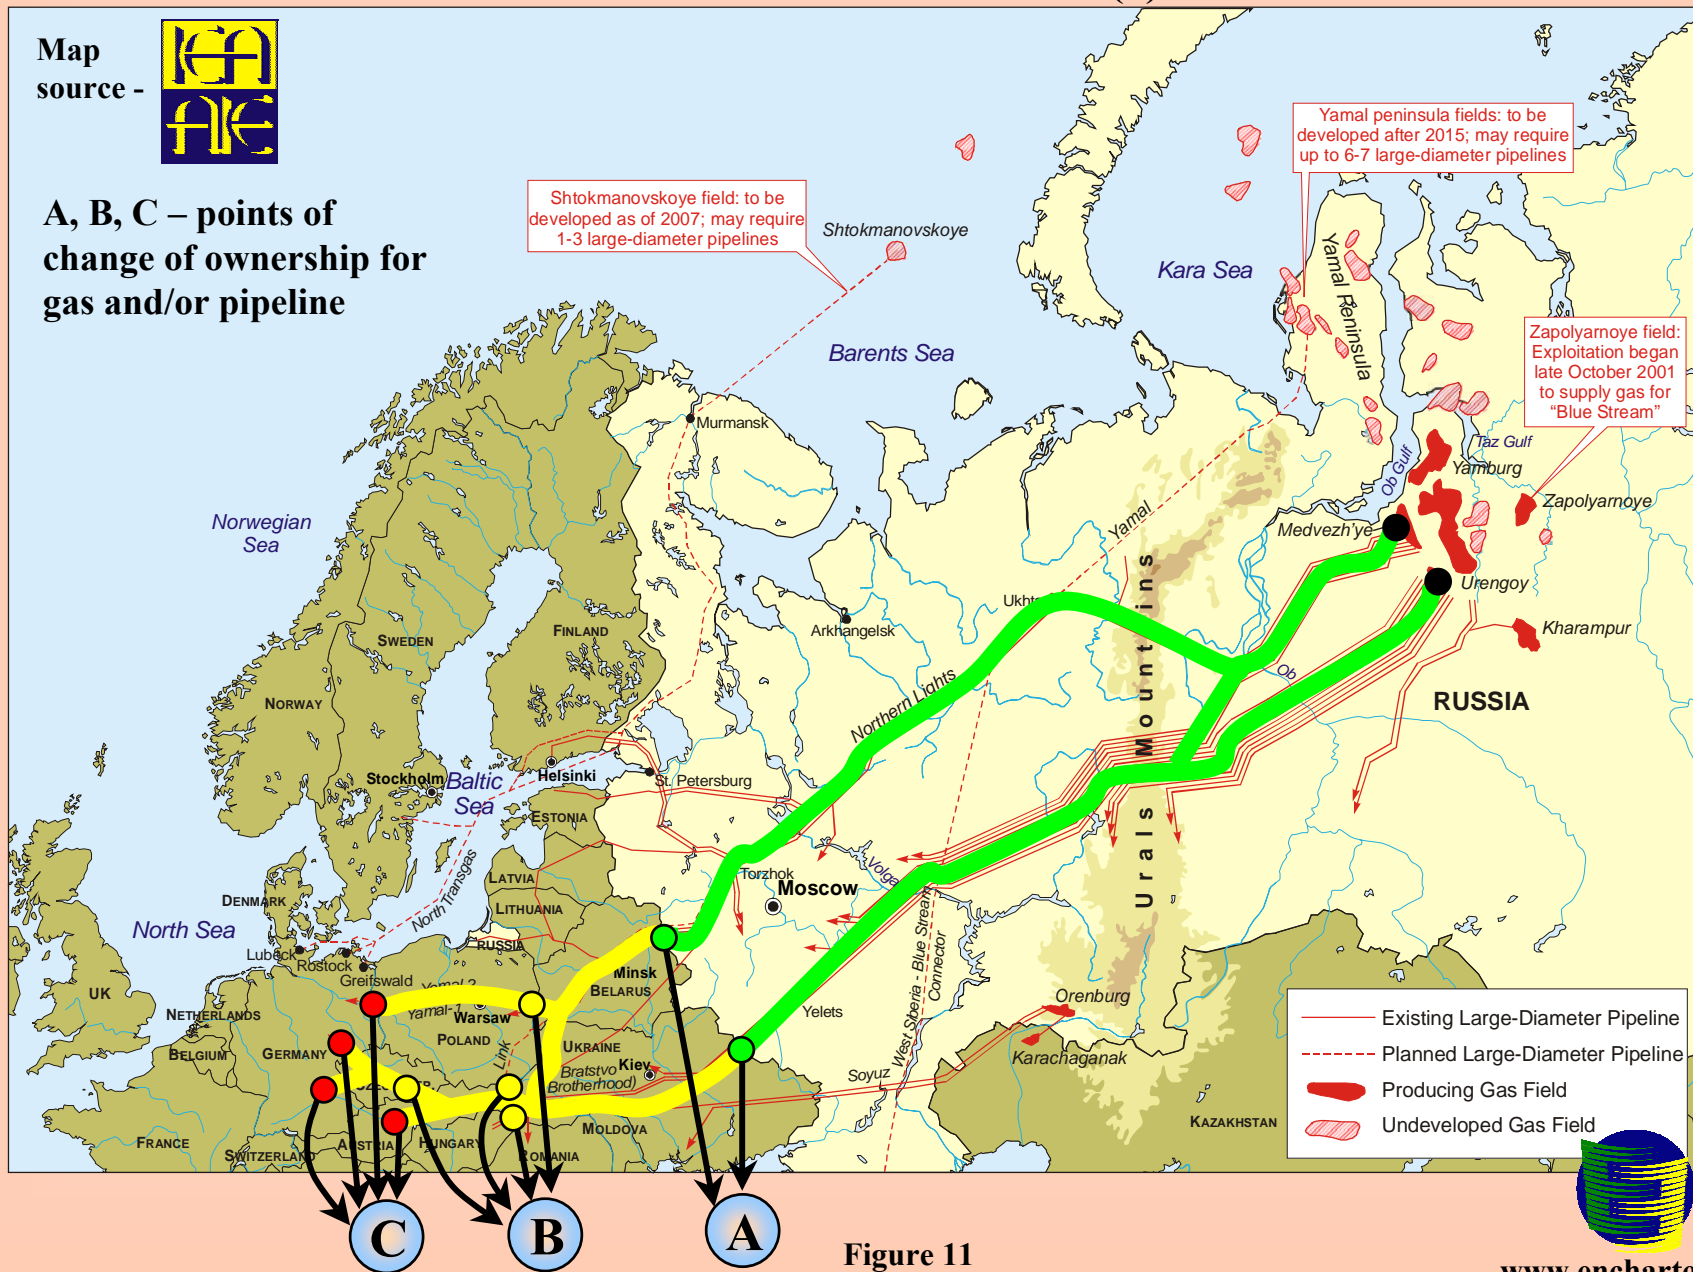 Map
source -
IEA
AIE
A, B, C – points of
change of ownership for
gas and/or pipeline
Shtokmanovskoye field: to be
developed as of 2007; may require
1-3 large-diameter pipelines
Shtokmanovskoye
Yamal peninsula fields: to be
developed after 2015; may require
up to 6-7 large-diameter pipelines
Kara Sea
Yamal Peninsula
Barents Sea
Zapolyarnoye field:
Exploitation began
late October 2001
to supply gas for
“Blue Stream”
Murmansk
Ob Gulf
Taz Gulf
Yamburg
Zapolyarnoye
Medvezh'ye
Urengoy
Kharampur
Norwegian
Sea
Yamal
Arkhangelsk
SWEDEN
FINLAND
NORWAY
Northern Lights
Ob
RUSSIA
Urals Mountains
Stockholm
Baltic
Sea
Helsinki
St. Petersburg
ESTONIA
North Transgas
Torzhok
Moscow
Volga
LATVIA
LITHUANIA
DENMARK
North Sea
RUSSIA
Lubeck
Rostock
Greifswald
Minsk
BELARUS
West Siberia - Blue Stream
Connector
UK
NETHERLANDS
Yamal-2
Yamal-1
Warsaw
POLAND
Yelets
Orenburg
BELGIUM
GERMANY
Link
UKRAINE
Kiev
Bratstvo
Brotherhood)
Soyuz
Karachaganak
FRANCE
SWITZERLAND
AUSTRIA
HUNGARY
ROMANIA
MOLDOVA
KAZAKHSTAN
Existing Large-Diameter Pipeline
Planned Large-Diameter Pipeline
Producing Gas Field
Undeveloped Gas Field
C
B
A
Figure 11